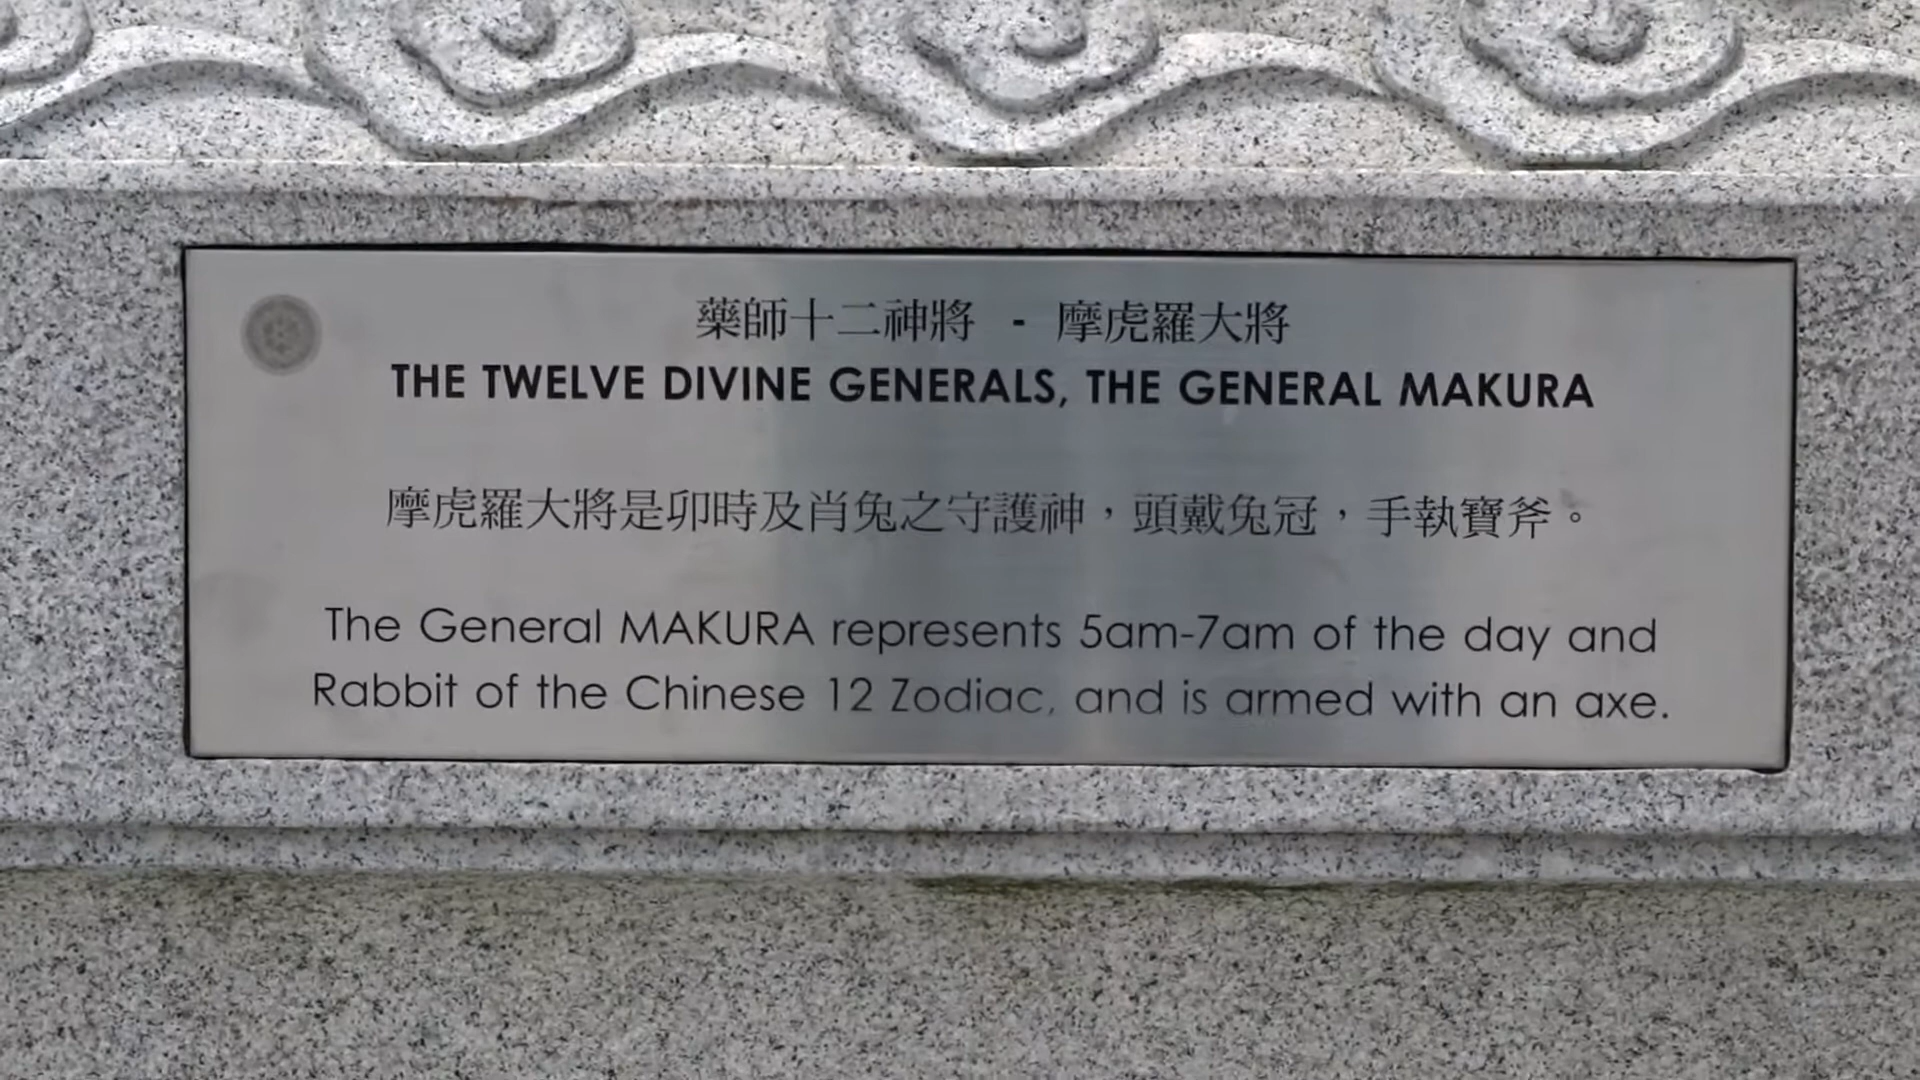 藥師十二神將 - 摩虎羅大將
THE TWELVE DIVINE GENERALS, THE GENERAL MAKURA
摩虎羅大將是卯時及肖兔之守護神，頭戴兔冠，手執寶斧。
The General MAKURA represents 5am-7am of the day and
Rabbit of the Chinese 12 Zodiac, and is armed with an axe.